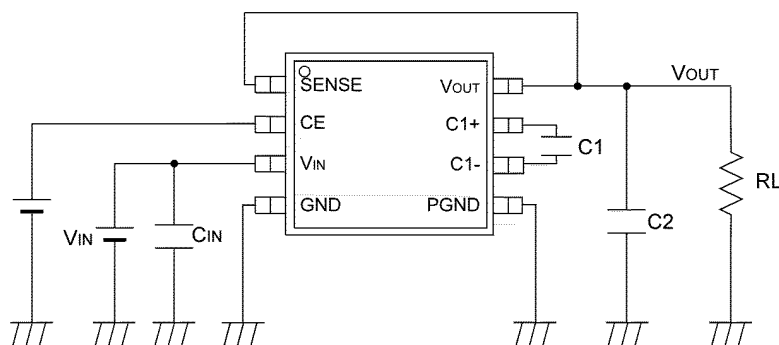 SENSE
VOUT
VOUT
CE
C1+
C1
VIN
C1-
RL
GND
PGND
C2
VIN
CIN